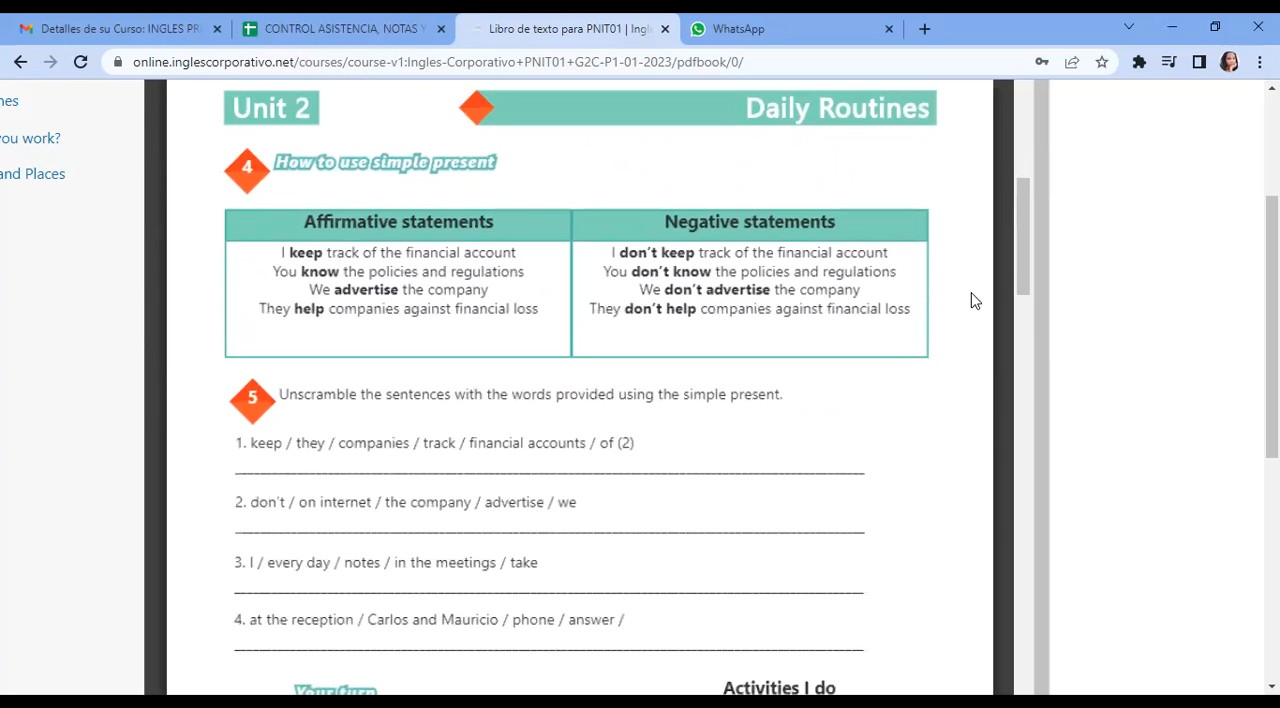 Detalles de su Curso: INGLES PR
CONTROL ASISTENCIA, NOTAS Y
Libro de texto para PNIT01 | Ingl
WhatsApp
online.inglescorporativo.net/courses/course-v1:Ingles-Corporativo+PNIT01+G2C-P1-01-2023/pdfbook/0/
nes
you work?
and Places
Unit 2
Daily Routines
4 How to use simple present
Affirmative statements
I keep track of the financial account
You know the policies and regulations
We advertise the company
They help companies against financial loss
Negative statements
I don't keep track of the financial account
You don't know the policies and regulations
We don't advertise the company
They don't help companies against financial loss
5 Unscramble the sentences with the words provided using the simple present.
1. keep / they / companies / track / financial accounts / of (2)
2. don't / on internet / the company / advertise / we
3. I / every day / notes / in the meetings / take
4. at the reception / Carlos and Mauricio / phone / answer /
Your turn
Activities I do